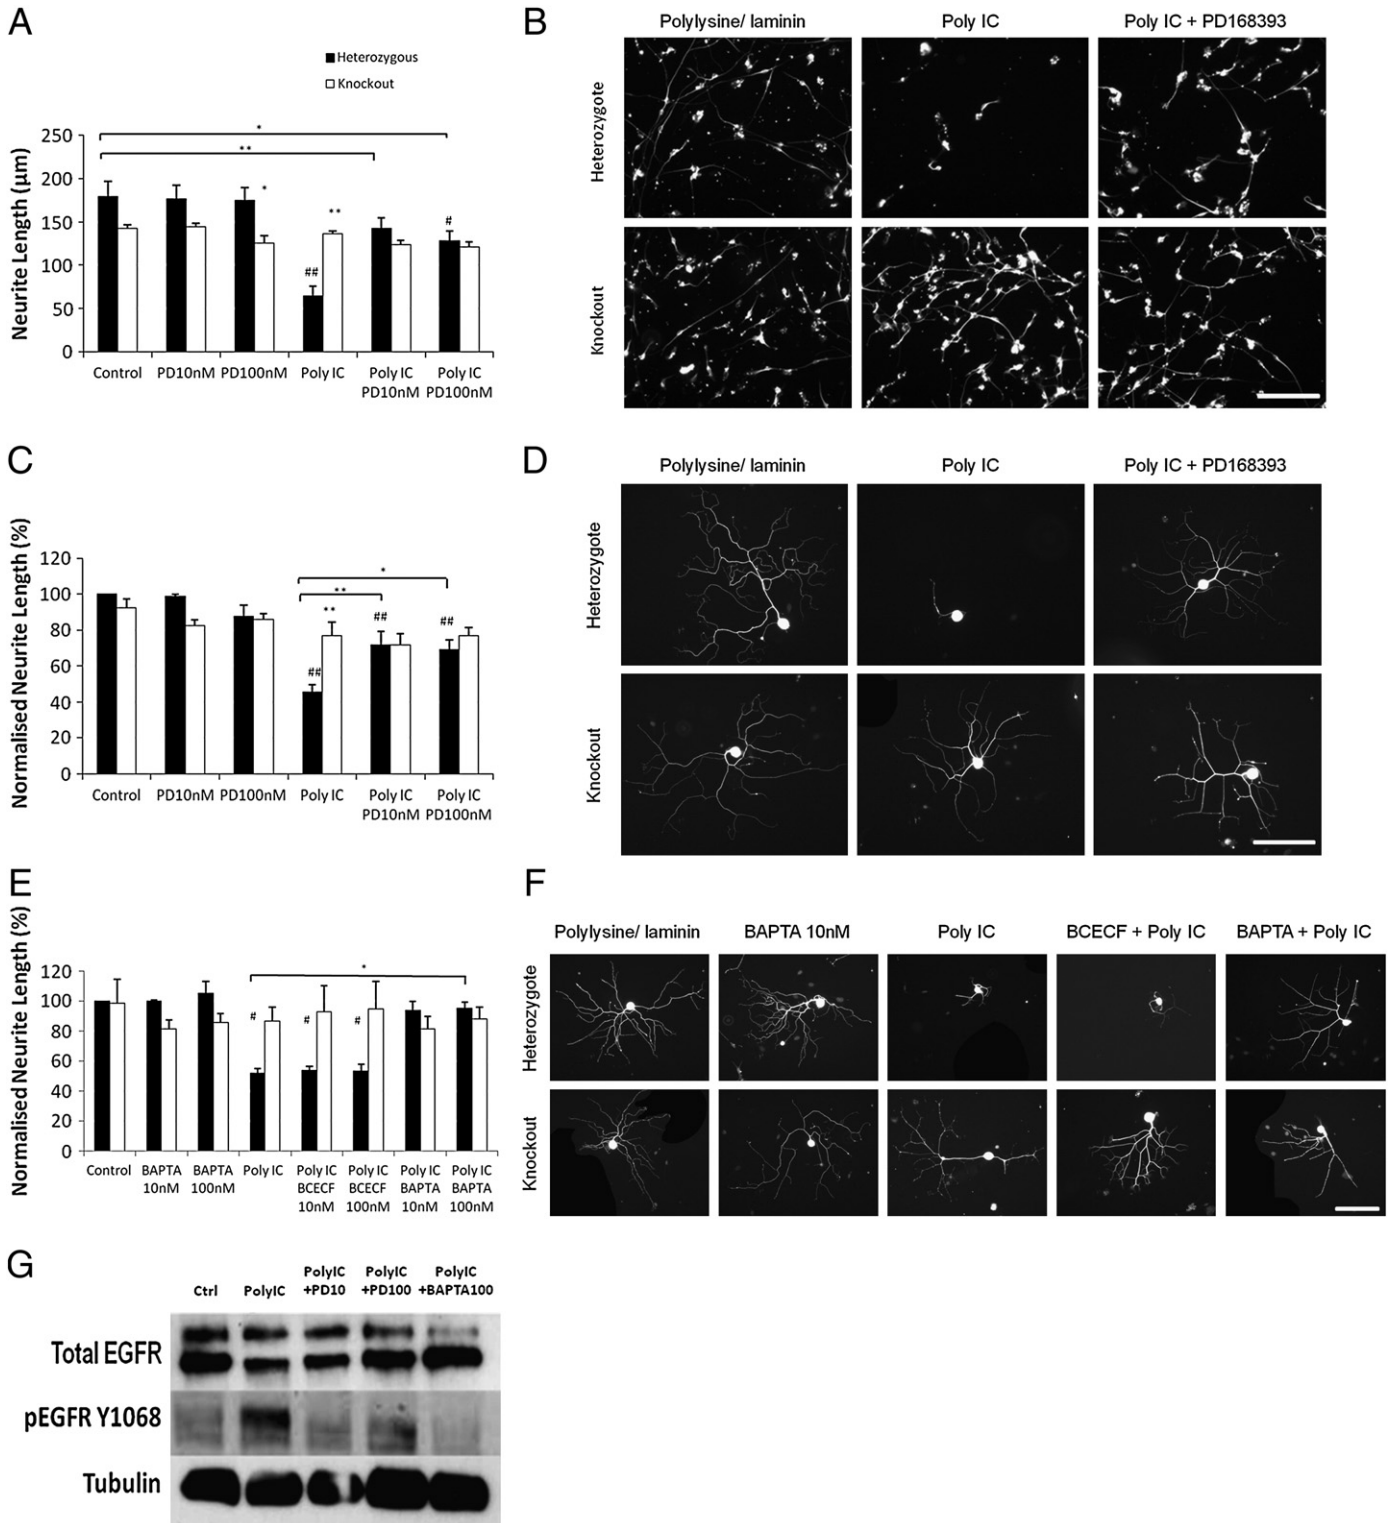 A
Heterozygous
Knockout
Neurite Length (µm)
250
200
150
100
50
0
*
**
*
##
**
#
Control
PD10nM
PD100nM
Poly IC
Poly IC
PD10nM
Poly IC
PD100nM
B
Polylysine/ laminin
Poly IC
Poly IC + PD168393
Heterozygote
Knockout
C
Normalised Neurite Length (%)
120
100
80
60
40
20
0
*
**
**
##
##
##
Control
PD10nM
PD100nM
Poly IC
Poly IC
PD10nM
Poly IC
PD100nM
D
Polylysine/ laminin
Poly IC
Poly IC + PD168393
Heterozygote
Knockout
E
Normalised Neurite Length (%)
120
100
80
60
40
20
0
*
#
#
#
Control
BAPTA
10nM
BAPTA
100nM
Poly IC
Poly IC
BCECF
10nM
Poly IC
BCECF
100nM
Poly IC
BAPTA
10nM
Poly IC
BAPTA
100nM
F
Polylysine/ laminin
BAPTA 10nM
Poly IC
BCECF + Poly IC
BAPTA + Poly IC
Heterozygote
Knockout
G
Ctrl
PolyIC
PolyIC
+PD10
PolyIC
+PD100
PolyIC
+BAPTA100
Total EGFR
pEGFR Y1068
Tubulin